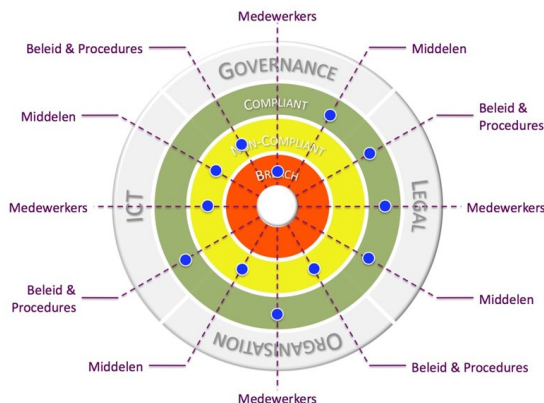 Medewerkers
Beleid & Procedures
Middelen
GOVERNANCE
COMPLIANT
Middelen
Beleid &
Procedures
NON-COMPLIANT
BREACH
Medewerkers
ICT
LEGAL
Medewerkers
Beleid &
Procedures
Middelen
ORGANISATION
Middelen
Beleid & Procedures
Medewerkers